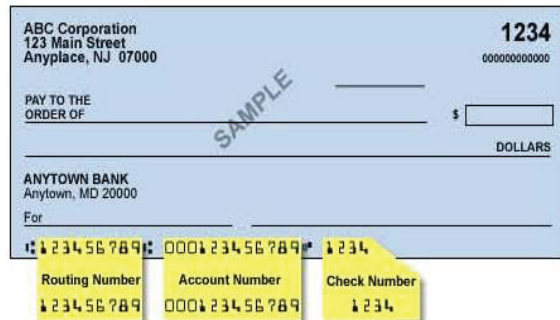 ABC Corporation
123 Main Street
Anyplace, NJ 07000
1234
000000000000
SAMPLE
PAY TO THE
ORDER OF
$
DOLLARS
ANYTOWN BANK
Anytown, MD 20000
For
⑆123456789⑆ 000123456789⑈ 1234
Routing Number Account Number Check Number
123456789 000123456789 1234